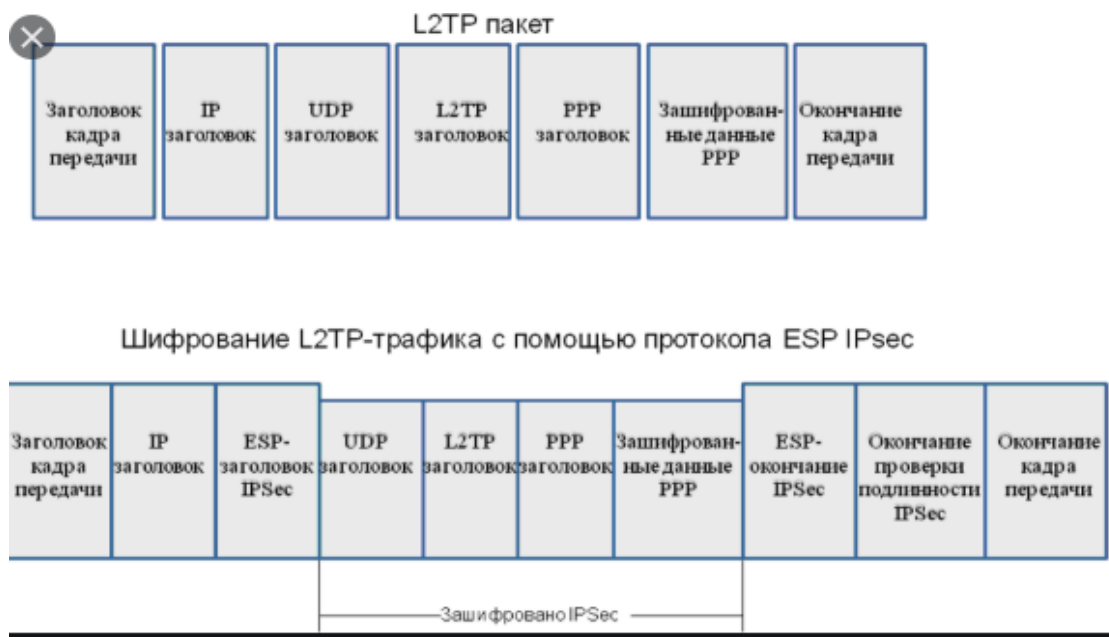 L2TP пакет
Заголовок
кадра
передачи
IP
заголовок
UDP
заголовок
L2TP
заголовок
PPP
заголовок
Зашифрован-
ные данные
PPP
Окончание
кадра
передачи
Шифрование L2TP-трафика с помощью протокола ESP IPsec
Заголовок
кадра
передачи
IP
заголовок
ESP-
заголовок
IPSec
UDP
заголовок
L2TP
заголовок
PPP
заголовок
Зашифрован-
ные данные
PPP
ESP-
окончание
IPSec
Окончание
проверки
подлинности
IPSec
Окончание
кадра
передачи
Зашифровано IPSec